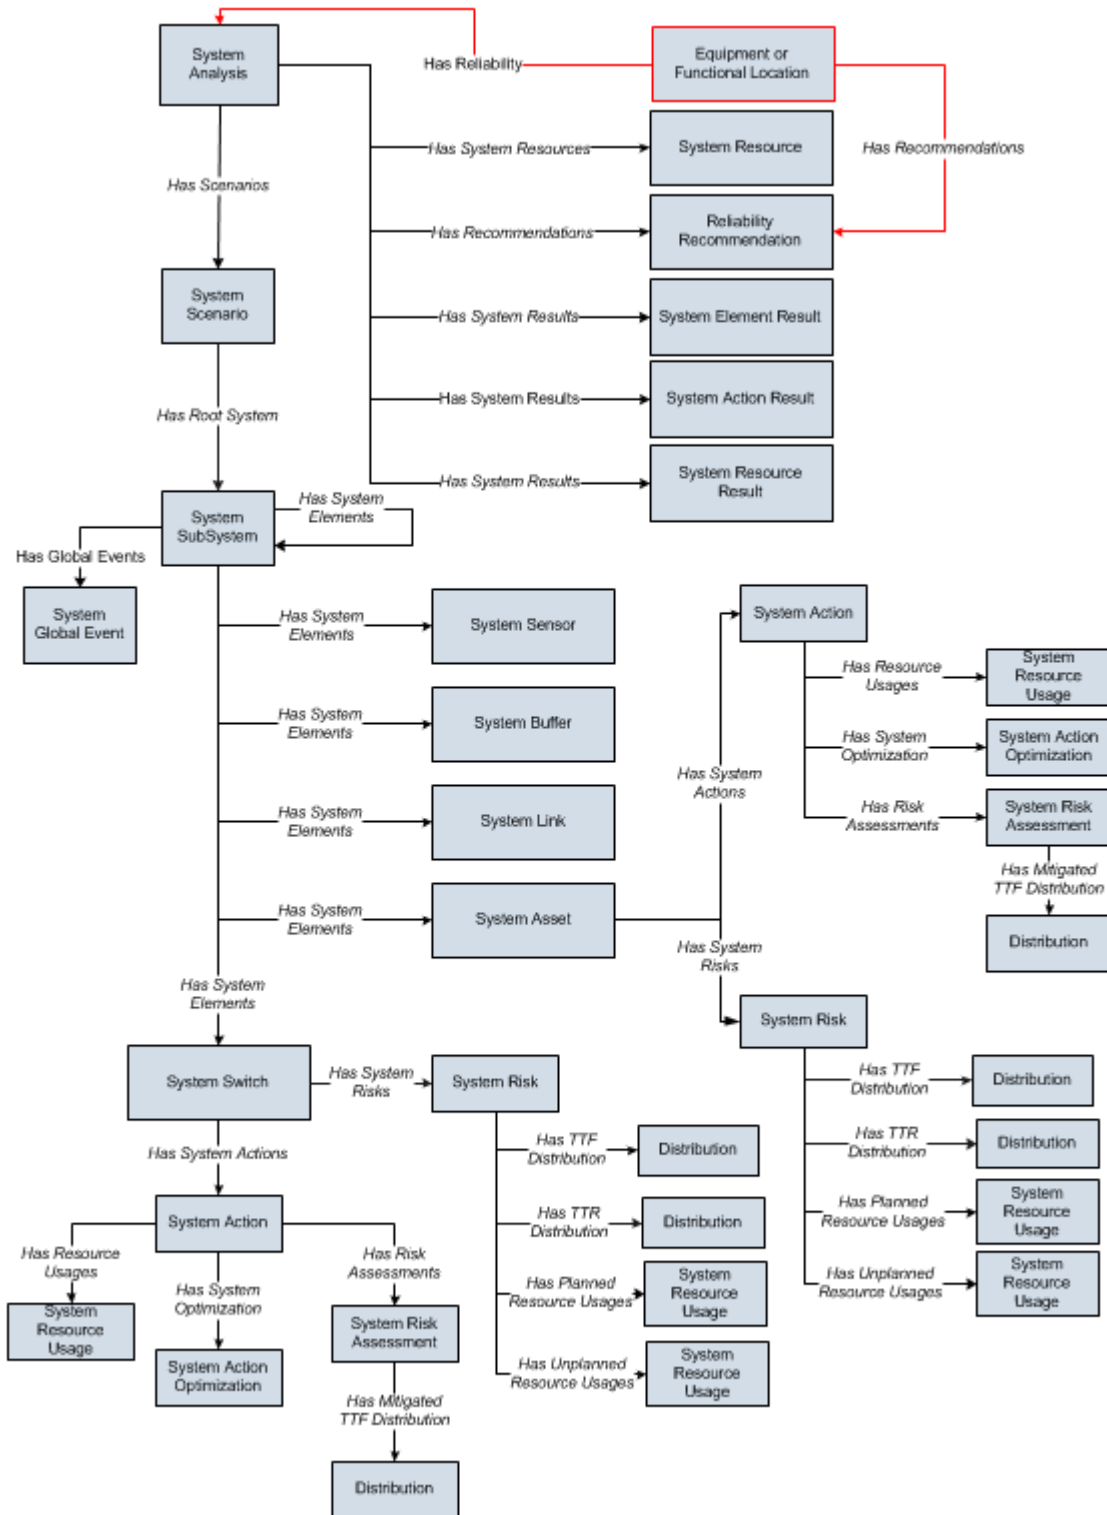 System
Analysis
Has Reliability
Equipment or
Functional Location
Has System Resources
System Resource
Has Recommendations
Has Scenarios
Has Recommendations
Reliability
Recommendation
System
Scenario
Has System Results
System Element Result
Has Root System
Has System Results
System Action Result
Has System Results
System Resource
Result
System
SubSystem
Has System
Elements
Has Global Events
System
Global Event
Has System
Elements
System Sensor
System Action
Has Resource
Usages
System
Resource
Usage
Has System
Elements
System Buffer
Has System
Optimization
System Action
Optimization
Has System
Actions
Has System
Elements
System Link
Has Risk
Assessments
System Risk
Assessment
Has Mitigated
TTF Distribution
Has System
Elements
System Asset
Distribution
Has System
Risks
Has System
Elements
System Risk
System Switch
Has System
Risks
System Risk
Has TTF
Distribution
Distribution
Has TTR
Distribution
Distribution
Has System Actions
Has TTF
Distribution
Distribution
Has Planned
Resource Usages
System
Resource
Usage
System Action
Has TTR
Distribution
Distribution
Has Unplanned
Resource Usages
System
Resource
Usage
Has Resource
Usages
Has System
Optimization
Has Risk
Assessments
Has Planned
Resource Usages
System
Resource
Usage
System
Resource
Usage
System Action
Optimization
System Risk
Assessment
Has Unplanned
Resource Usages
System
Resource
Usage
Has Mitigated
TTF Distribution
Distribution